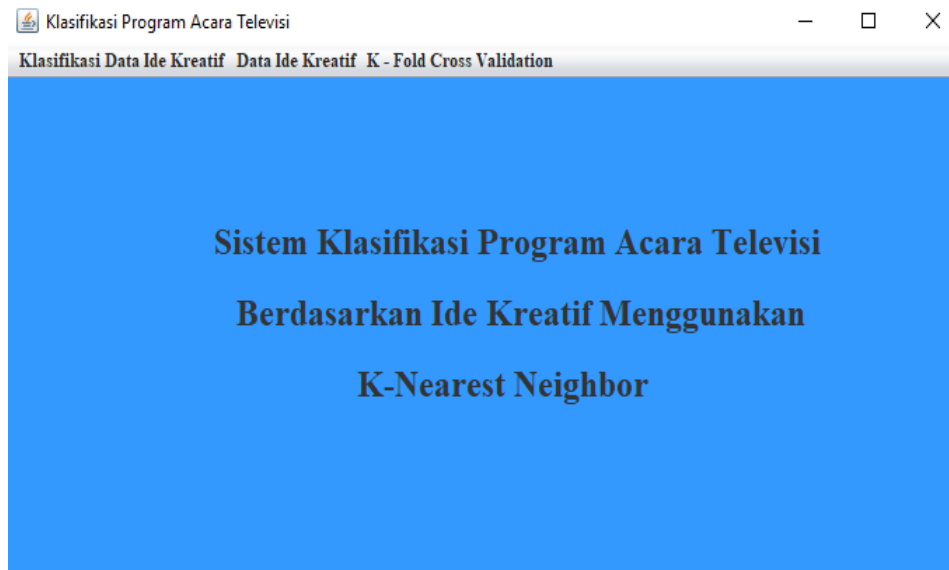 Klasifikasi Program Acara Televisi
Klasifikasi Data Ide Kreatif Data Ide Kreatif K - Fold Cross Validation
Sistem Klasifikasi Program Acara Televisi
Berdasarkan Ide Kreatif Menggunakan
K-Nearest Neighbor